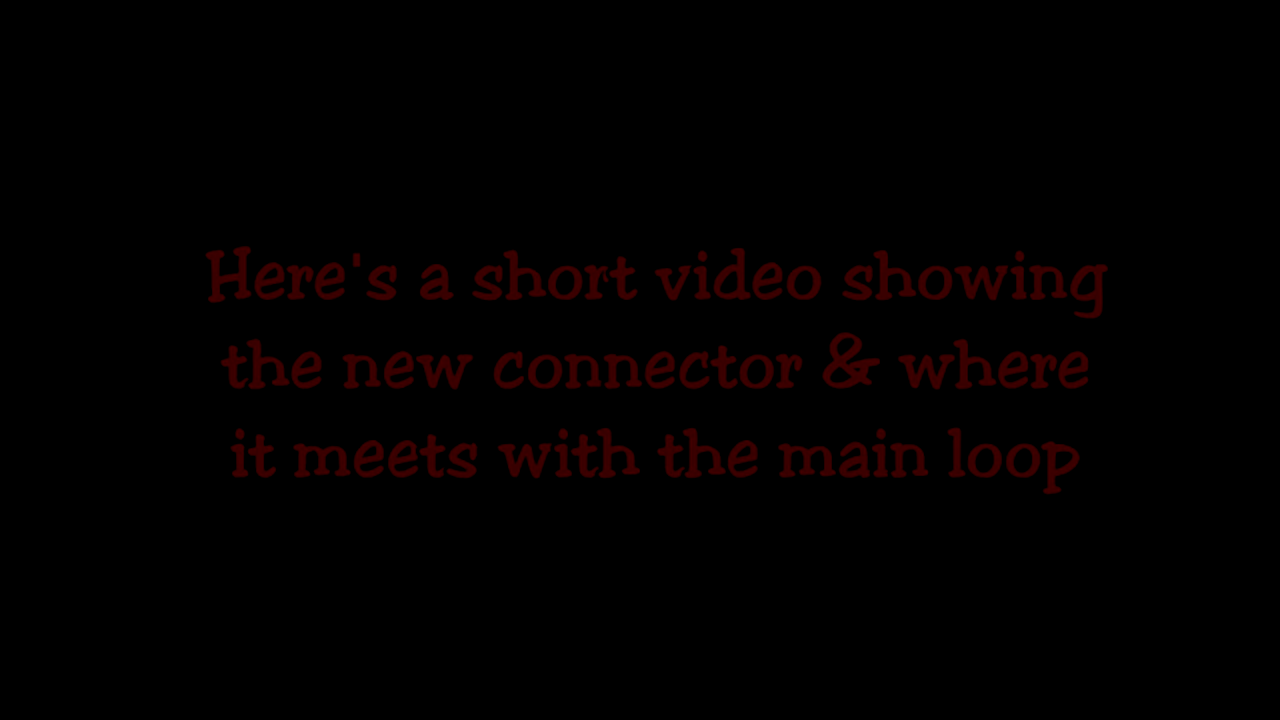 Here's a short video showing
the new connector & where
it meets with the main loop